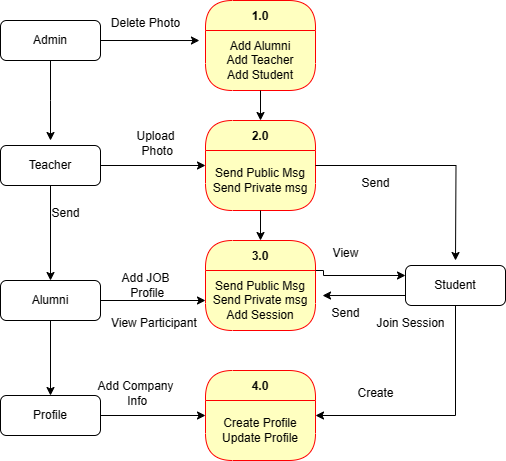 Delete Photo
1.0
Admin
Add Alumni
Add Teacher
Add Student
Upload
Photo
2.0
Teacher
Send Public Msg
Send Private msg
Send
Send
3.0
View
Add JOB
Profile
Alumni
Send Public Msg
Send Private msg
Add Session
Student
View Participant
Send
Join Session
Add Company
Info
4.0
Create
Profile
Create Profile
Update Profile